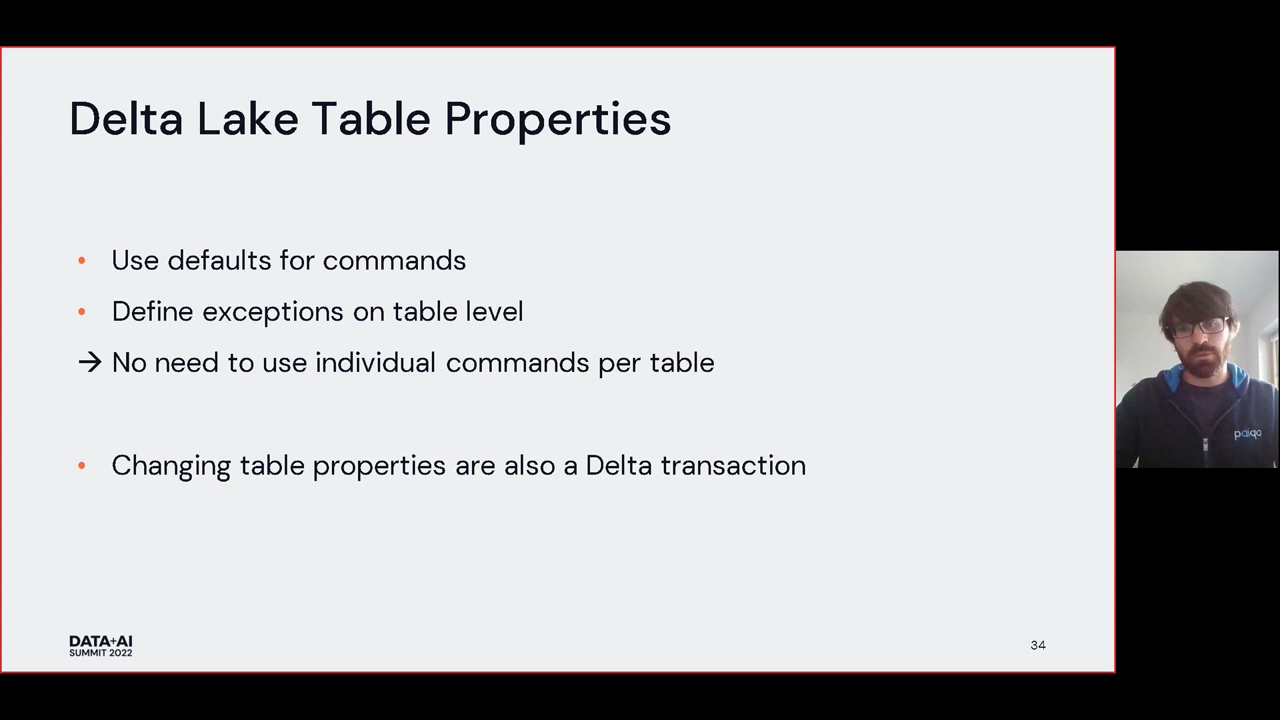 Delta Lake Table Properties
• Use defaults for commands
• Define exceptions on table level
→ No need to use individual commands per table
• Changing table properties are also a Delta transaction
DATA+AI
SUMMIT 2022
34
paiqo